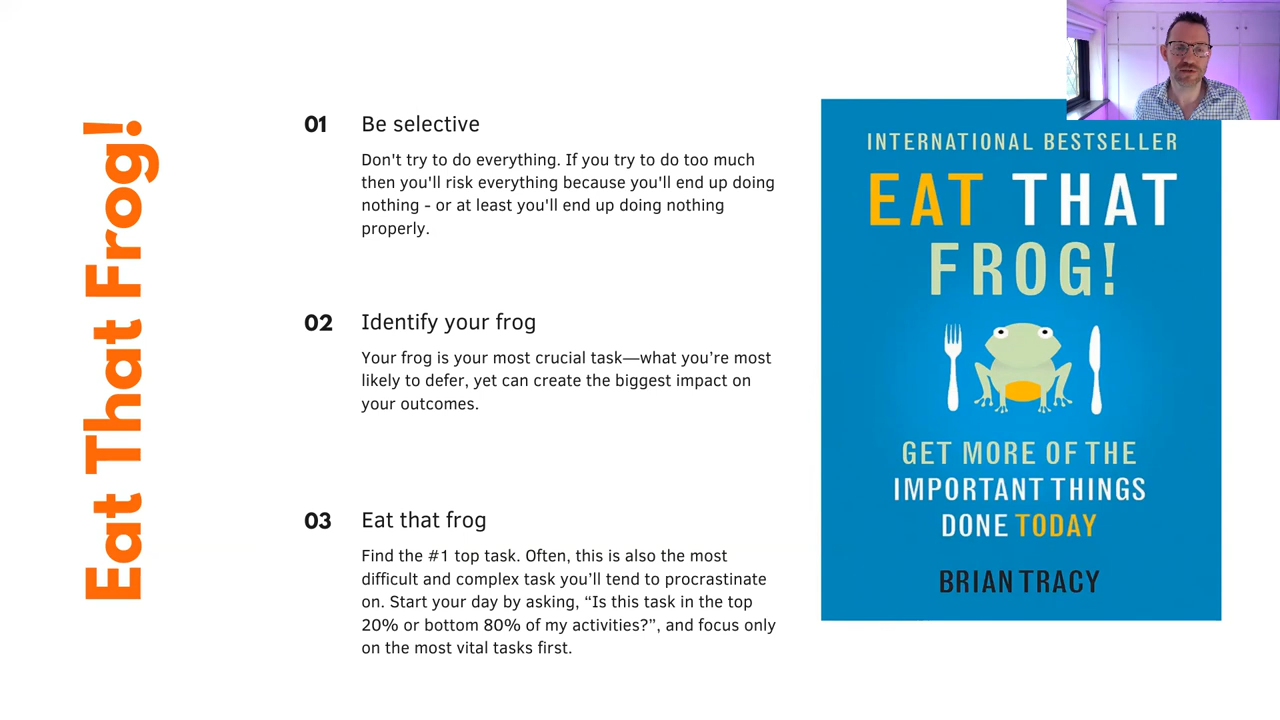 Eat That Frog!
01 Be selective
Don't try to do everything. If you try to do too much
then you'll risk everything because you'll end up doing
nothing - or at least you'll end up doing nothing
properly.
02 Identify your frog
Your frog is your most crucial task—what you’re most
likely to defer, yet can create the biggest impact on
your outcomes.
03 Eat that frog
Find the #1 top task. Often, this is also the most
difficult and complex task you’ll tend to procrastinate
on. Start your day by asking, “Is this task in the top
20% or bottom 80% of my activities?”, and focus only
on the most vital tasks first.
INTERNATIONAL BESTSELLER
EAT THAT
FROG!
GET MORE OF THE
IMPORTANT THINGS
DONE TODAY
BRIAN TRACY